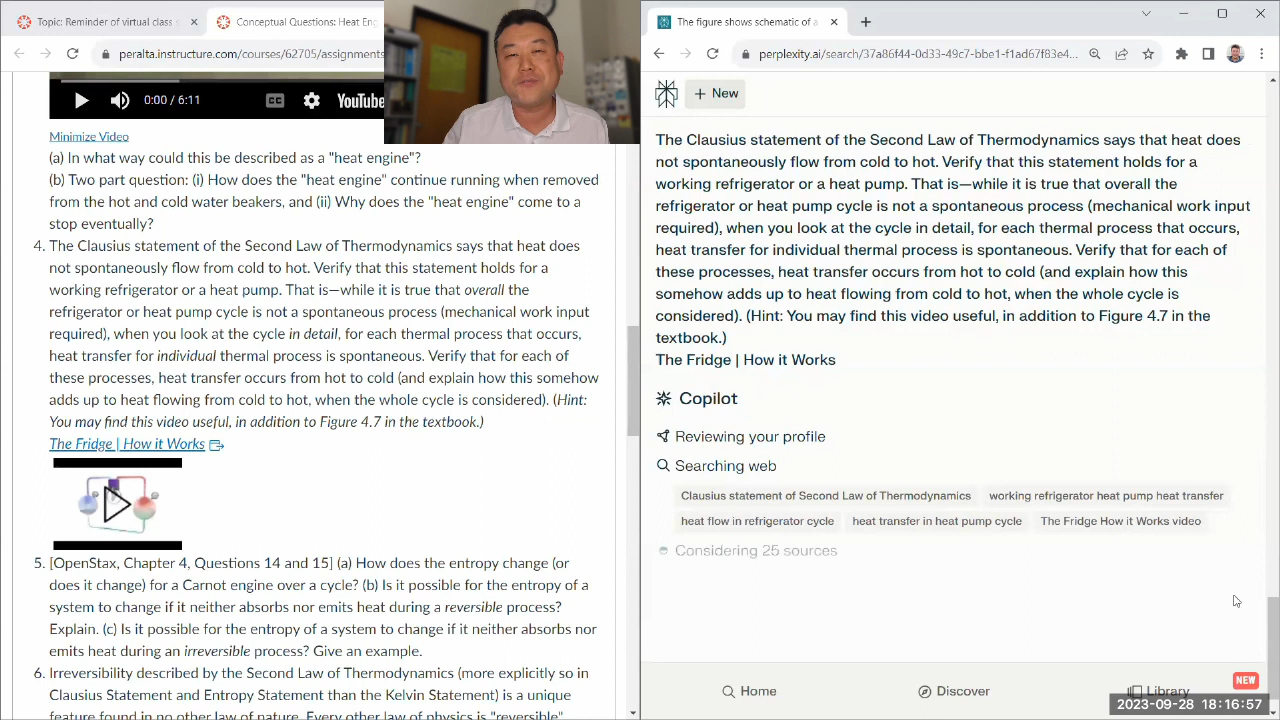 Topic: Reminder of virtual class s
Conceptual Questions: Heat Eng
peralta.instructure.com/courses/62705/assignments
0:00 / 6:11
CC
YouTube
Minimize Video
(a) In what way could this be described as a "heat engine"?
(b) Two part question: (i) How does the "heat engine" continue running when removed
from the hot and cold water beakers, and (ii) Why does the "heat engine" come to a
stop eventually?
4. The Clausius statement of the Second Law of Thermodynamics says that heat does
not spontaneously flow from cold to hot. Verify that this statement holds for a
working refrigerator or a heat pump. That is—while it is true that overall the
refrigerator or heat pump cycle is not a spontaneous process (mechanical work input
required), when you look at the cycle in detail, for each thermal process that occurs,
heat transfer for individual thermal process is spontaneous. Verify that for each of
these processes, heat transfer occurs from hot to cold (and explain how this somehow
adds up to heat flowing from cold to hot, when the whole cycle is considered). (Hint:
You may find this video useful, in addition to Figure 4.7 in the textbook.)
The Fridge | How it Works
5. [OpenStax, Chapter 4, Questions 14 and 15] (a) How does the entropy change (or
does it change) for a Carnot engine over a cycle? (b) Is it possible for the entropy of a
system to change if it neither absorbs nor emits heat during a reversible process?
Explain. (c) Is it possible for the entropy of a system to change if it neither absorbs nor
emits heat during an irreversible process? Give an example.
6. Irreversibility described by the Second Law of Thermodynamics (more explicitly so in
Clausius Statement and Entropy Statement than the Kelvin Statement) is a unique
feature found in no other law of nature. Every other law of physics is "reversible"
The figure shows schematic of a
perplexity.ai/search/37a86f44-0d33-49b7-bbe1-f1ad67f83e4...
New
The Clausius statement of the Second Law of Thermodynamics says that heat does
not spontaneously flow from cold to hot. Verify that this statement holds for a
working refrigerator or a heat pump. That is—while it is true that overall the
refrigerator or heat pump cycle is not a spontaneous process (mechanical work input
required), when you look at the cycle in detail, for each thermal process that occurs,
heat transfer for individual thermal process is spontaneous. Verify that for each of
these processes, heat transfer occurs from hot to cold (and explain how this
somehow adds up to heat flowing from cold to hot, when the whole cycle is
considered). (Hint: You may find this video useful, in addition to Figure 4.7 in the
textbook.)
The Fridge | How it Works
Copilot
Reviewing your profile
Searching web
Clausius statement of Second Law of Thermodynamics
working refrigerator heat pump heat transfer
heat flow in refrigerator cycle
heat transfer in heat pump cycle
The Fridge How it Works video
Considering 25 sources
Home
Discover
Library
NEW
2023-09-28 18:16:57